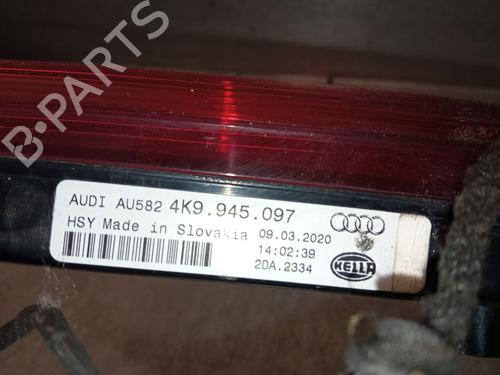 B-PARTS
AUDI AU582 4K9.945.097
HSY Made in Slovakia
09.03.2020
14:02:39
2DA.2334
HELLA